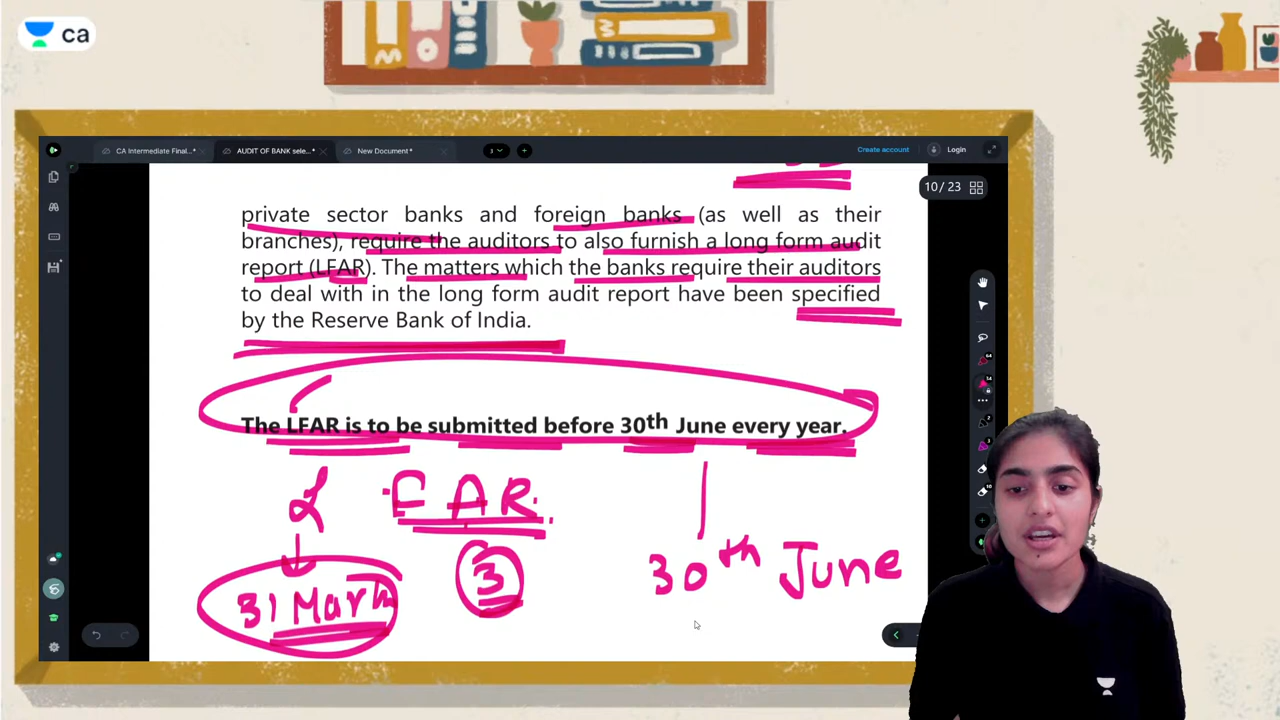 ca
CA Intermediate Final...* AUDIT OF BANK sele...* New Document* Create account Login
10 / 23
private sector banks and foreign banks (as well as their
branches), require the auditors to also furnish a long form audit
report (LFAR). The matters which the banks require their auditors
to deal with in the long form audit report have been specified
by the Reserve Bank of India.
The LFAR is to be submitted before 30th June every year.
L FAR.
31 March 3 30th June